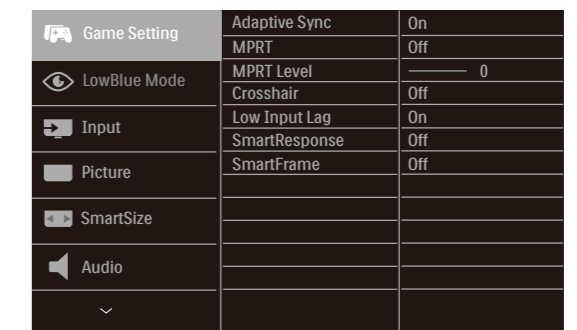 Game Setting
LowBlue Mode
Input
Picture
SmartSize
Audio
Adaptive Sync On
MPRT Off
MPRT Level 0
Crosshair Off
Low Input Lag On
SmartResponse Off
SmartFrame Off